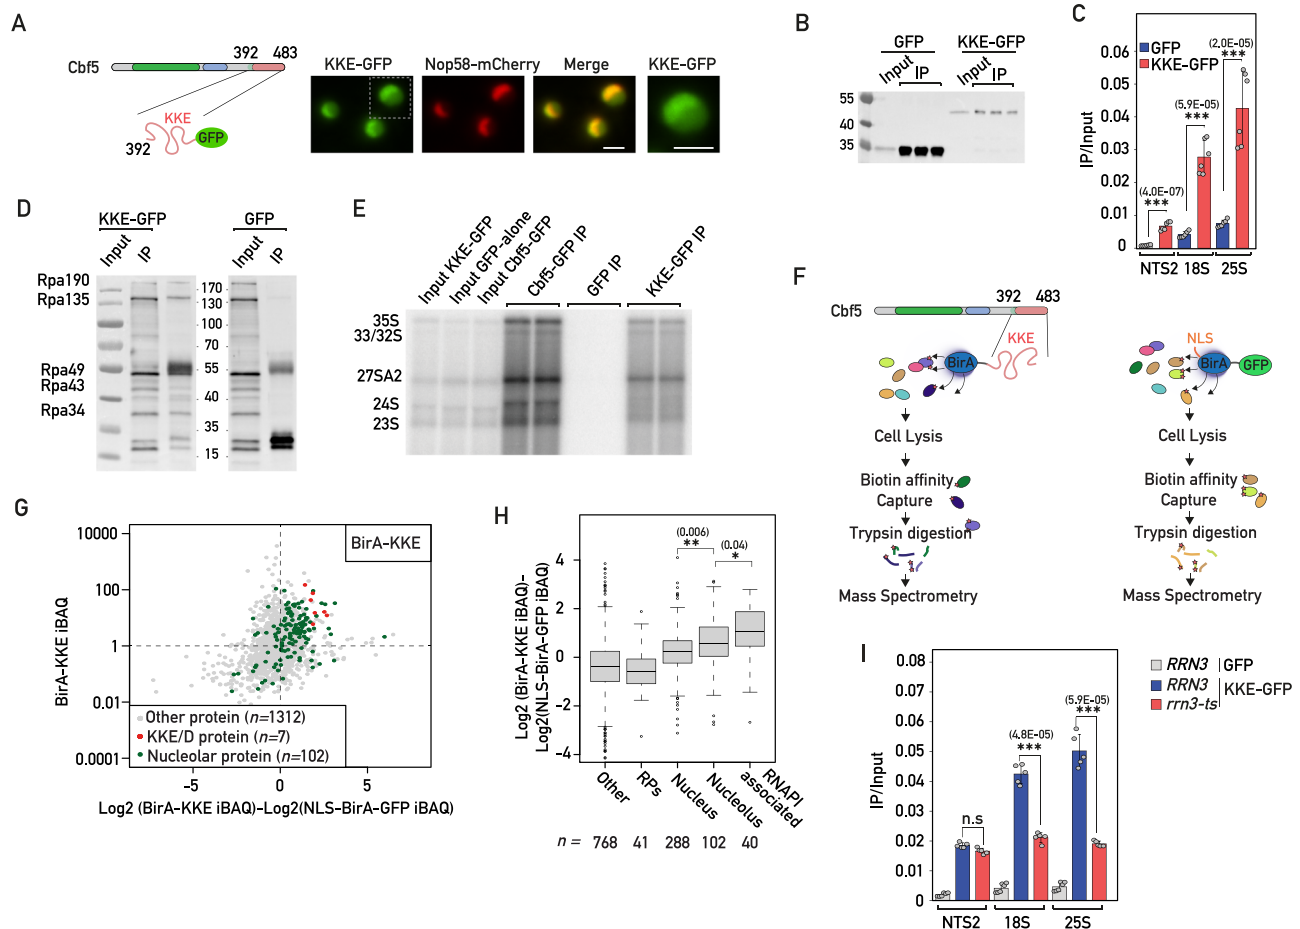 A
392 483
Cbf5
KKE
392
GFP
KKE-GFP Nop58-mCherry Merge KKE-GFP
B
GFP KKE-GFP
Input IP Input IP
55
40
35
C
GFP
KKE-GFP
(2.0E-05)
***
(5.9E-05)
***
(4.0E-07)
***
IP/Input
0.06
0.05
0.04
0.03
0.02
0.01
0
NTS2 18S 25S
D
KKE-GFP GFP
Input IP Input IP
Rpa190
Rpa135
Rpa49
Rpa43
Rpa34
170
130
100
70
55
40
35
25
15
E
Input KKE-GFP
Input GFP-alone
Input Cbf5-GFP
Cbf5-GFP IP
GFP IP
KKE-GFP IP
35S
33/32S
27SA2
24S
23S
F
392 483
Cbf5
KKE
BirA
NLS
BirA GFP
Cell Lysis
Biotin affinity
Capture
Trypsin digestion
Mass Spectrometry
Cell Lysis
Biotin affinity
Capture
Trypsin digestion
Mass Spectrometry
G
BirA-KKE
BirA-KKE iBAQ
10000
100
1
0.01
0.0001
Other protein (n=1312)
KKE/D protein (n=7)
Nucleolar protein (n=102)
-5 0 5
Log2 (BirA-KKE iBAQ)-Log2(NLS-BirA-GFP iBAQ)
H
Log2 (BirA-KKE iBAQ)-
Log2(NLS-BirA-GFP iBAQ)
(0.006)
**
(0.04)
*
4
2
0
-2
-4
Other
RPs
Nucleus
Nucleolus
RNAPI
associated
n = 768 41 288 102 40
I
IP/Input
0.08
0.07
0.06
0.05
0.04
0.03
0.02
0.01
0
n.s
(4.8E-05)
***
(5.9E-05)
***
NTS2 18S 25S
RRN3 GFP
RRN3 KKE-GFP
rrn3-ts